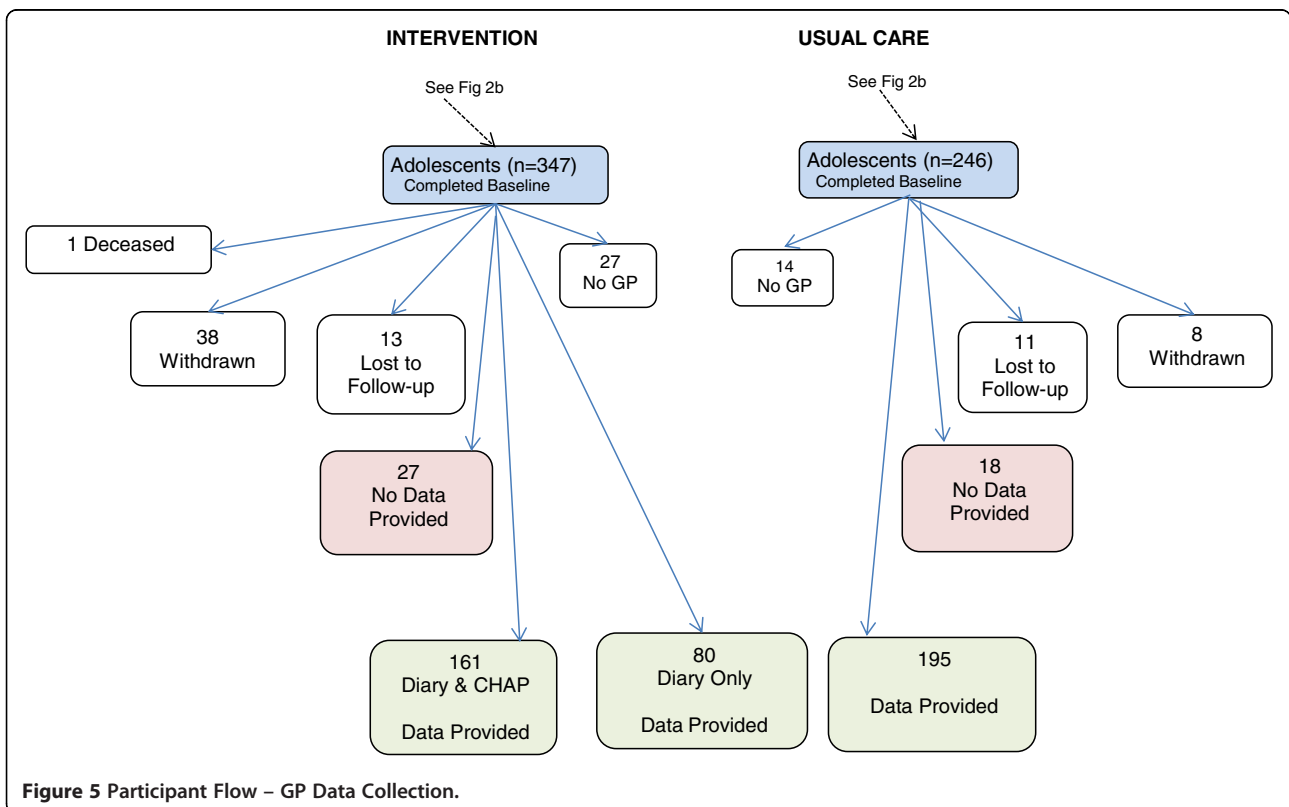 INTERVENTION
USUAL CARE
See Fig 2b
See Fig 2b
Adolescents (n=347)
Completed Baseline
Adolescents (n=246)
Completed Baseline
1 Deceased
27
No GP
14
No GP
38
Withdrawn
13
Lost to
Follow-up
11
Lost to
Follow-up
8
Withdrawn
27
No Data
Provided
18
No Data
Provided
161
Diary & CHAP
Data Provided
80
Diary Only
Data Provided
195
Data Provided
Figure 5 Participant Flow – GP Data Collection.